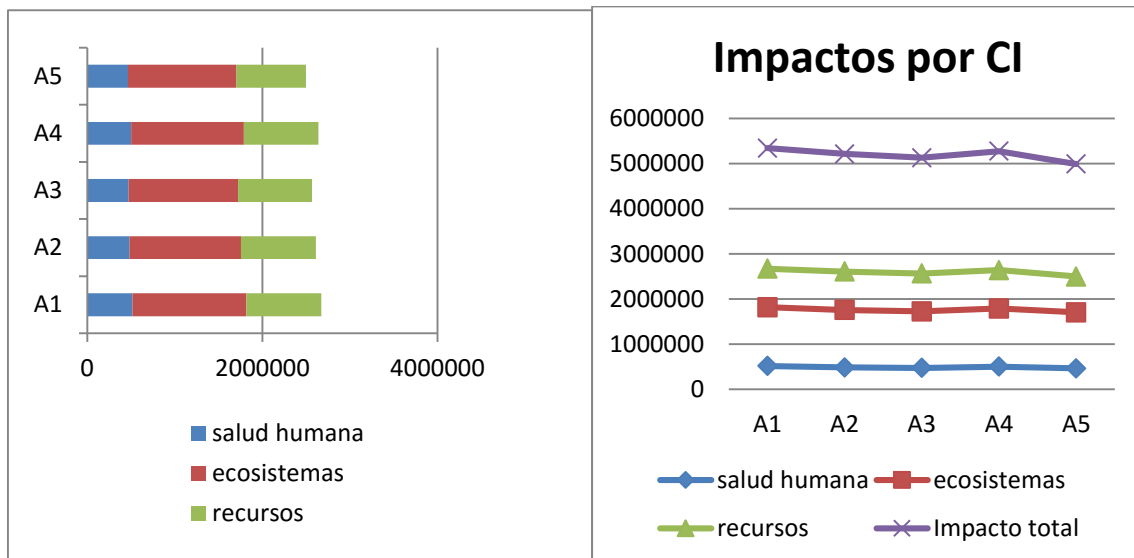 A5
A4
A3
A2
A1
0 2000000 4000000
salud humana
ecosistemas
recursos
Impactos por CI
6000000
5000000
4000000
3000000
2000000
1000000
0
A1 A2 A3 A4 A5
salud humana ecosistemas
recursos Impacto total